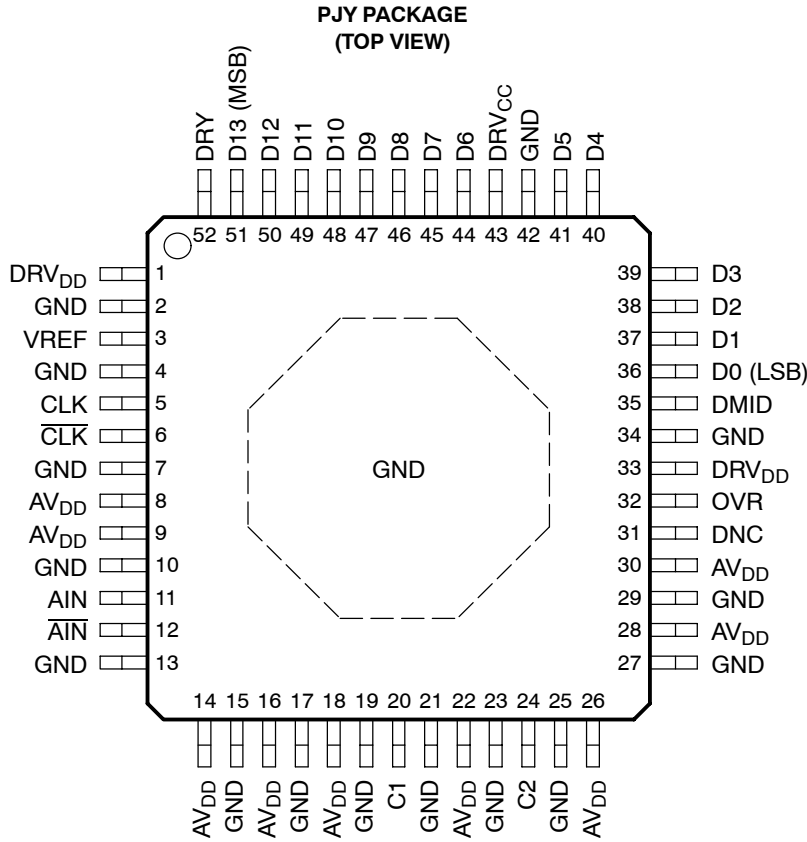 PJY PACKAGE
(TOP VIEW)
DRY
D13 (MSB)
D12
D11
D10
D9
D8
D7
D6
DRVCC
GND
D5
D4
52 51 50 49 48 47 46 45 44 43 42 41 40
DRVDD 1
GND 2
VREF 3
GND 4
CLK 5
CLK 6
GND 7
AVDD 8
AVDD 9
GND 10
AIN 11
AIN 12
GND 13
GND
39 D3
38 D2
37 D1
36 D0 (LSB)
35 DMID
34 GND
33 DRVDD
32 OVR
31 DNC
30 AVDD
29 GND
28 AVDD
27 GND
14 15 16 17 18 19 20 21 22 23 24 25 26
AVDD
GND
AVDD
GND
AVDD
GND
C1
GND
AVDD
GND
C2
GND
AVDD